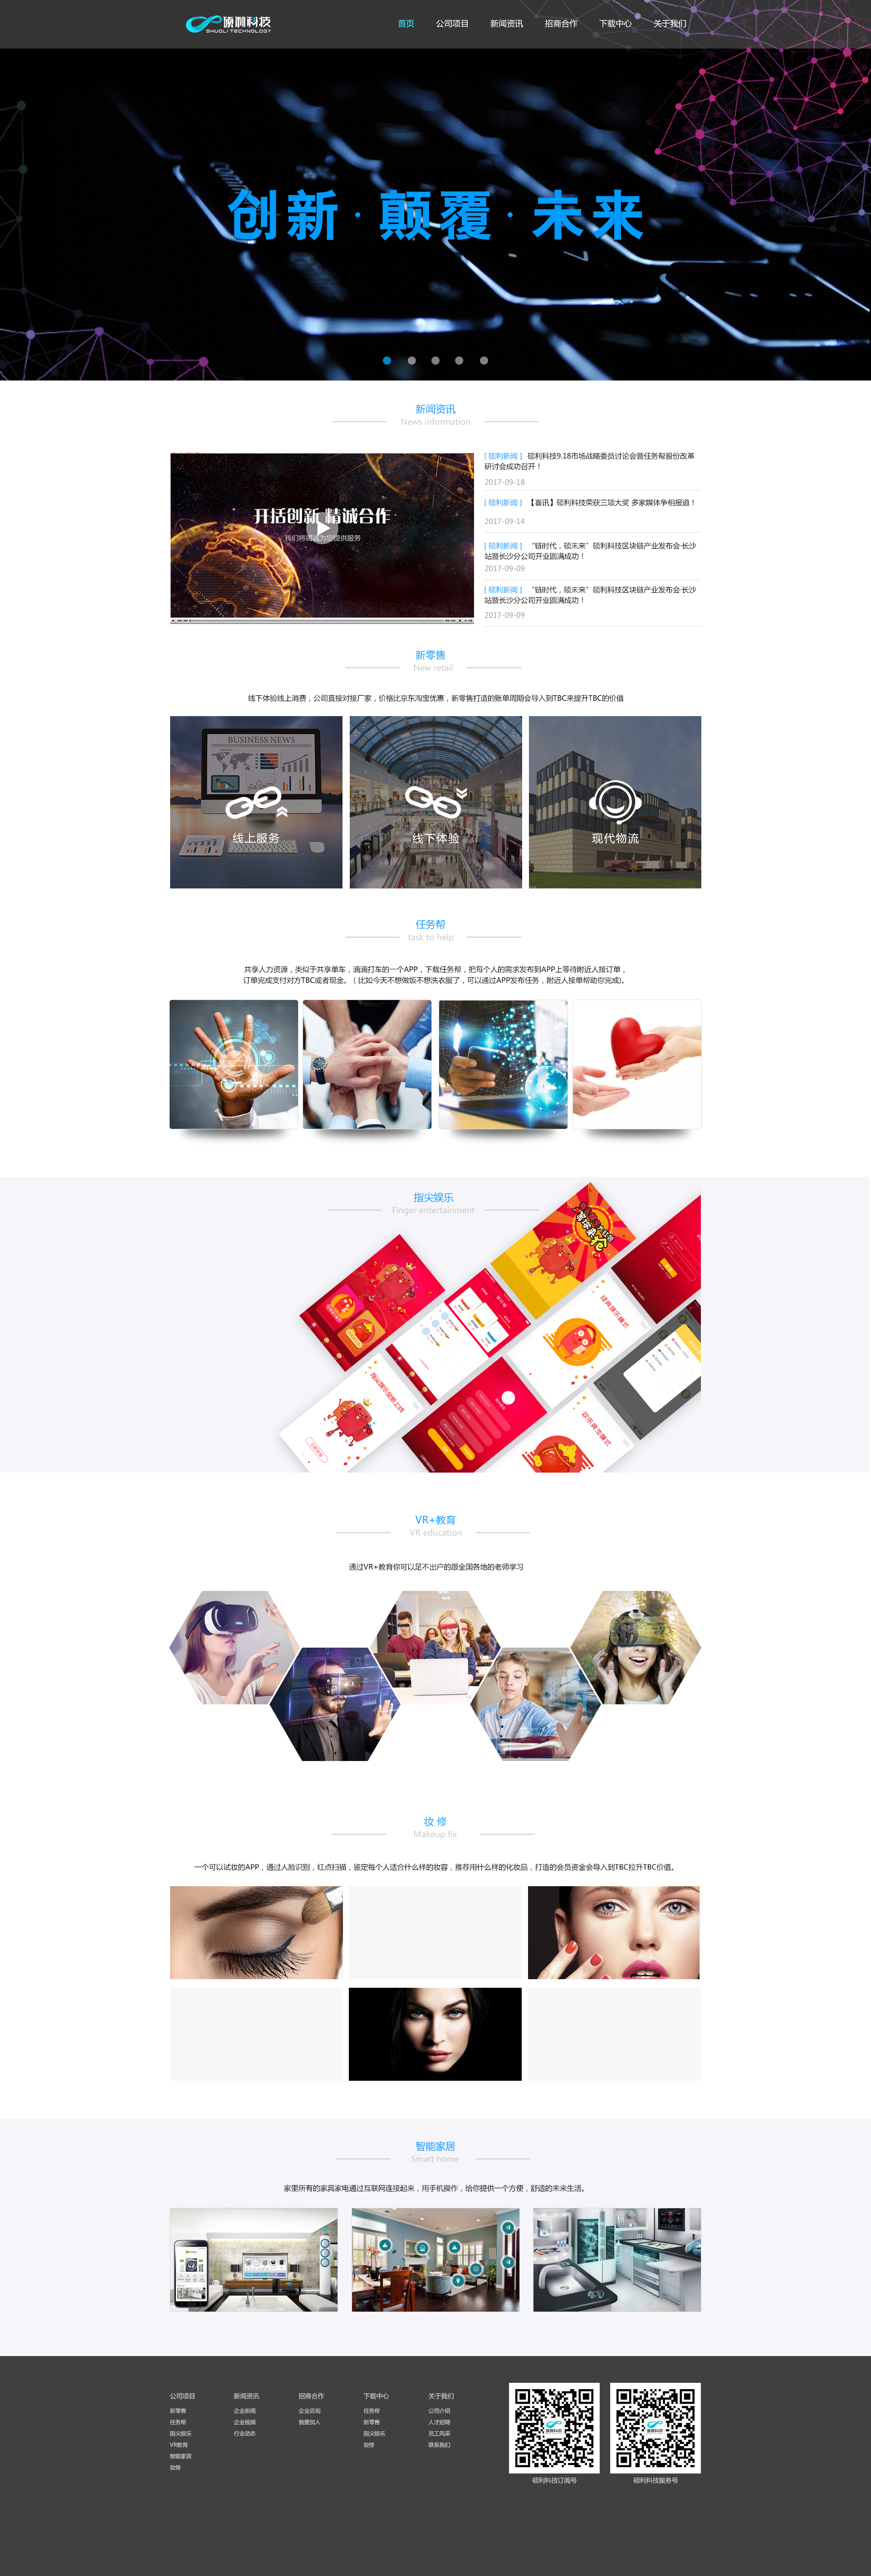 硕利科技
SHUOLI TECHNOLOGY
首页 公司项目 新闻资讯 招商合作 下载中心 关于我们
创新·颠覆·未来
新闻资讯
News information
开括创新 精诚合作
我们将竭诚为您提供服务
[ 硕利新闻 ] 硕利科技9.18市场战略委员讨论会暨任务帮股份改革
研讨会成功召开!
2017-09-18
[ 硕利新闻 ] 【喜讯】硕利科技荣获三项大奖 多家媒体争相报道!
2017-09-14
[ 硕利新闻 ] “链时代,硕未来”硕利科技区块链产业发布会·长沙
站暨长沙分公司开业圆满成功!
2017-09-09
[ 硕利新闻 ] “链时代,硕未来”硕利科技区块链产业发布会·长沙
站暨长沙分公司开业圆满成功!
2017-09-09
新零售
New retail
线下体验线上消费,公司直接对接厂家,价格比京东淘宝优惠,新零售打造的账单周期会导入到TBC来提升TBC的价值
BUSINESS NEWS
线上服务
线下体验
现代物流
任务帮
task to help
共享人力资源,类似于共享单车,滴滴打车的一个APP,下载任务帮,把每个人的需求发布到APP上等待附近人接订单,
订单完成支付对方TBC或者现金。(比如今天不想做饭不想洗衣服了,可以通过APP发布任务,附近人接单帮助你完成)。
指尖娱乐
Finger entertainment
VR+教育
VR education
通过VR+教育你可以足不出户的跟全国各地的老师学习
妆 修
Makeup fix
一个可以试妆的APP,通过人脸识别,红点扫描,鉴定每个人适合什么样的妆容,推荐用什么样的化妆品,打造的会员资金会导入到TBC拉升TBC价值。
智能家居
Smart home
家里所有的家具家电通过互联网连接起来,用手机操作,给你提供一个方便,舒适的未来生活。
公司项目
新零售
任务帮
指尖娱乐
VR教育
智能家居
妆修
新闻资讯
企业新闻
企业视频
行业动态
招商合作
企业咨询
我要加入
下载中心
任务帮
新零售
指尖娱乐
妆修
关于我们
公司介绍
人才招聘
员工风采
联系我们
硕利科技订阅号
硕利科技服务号